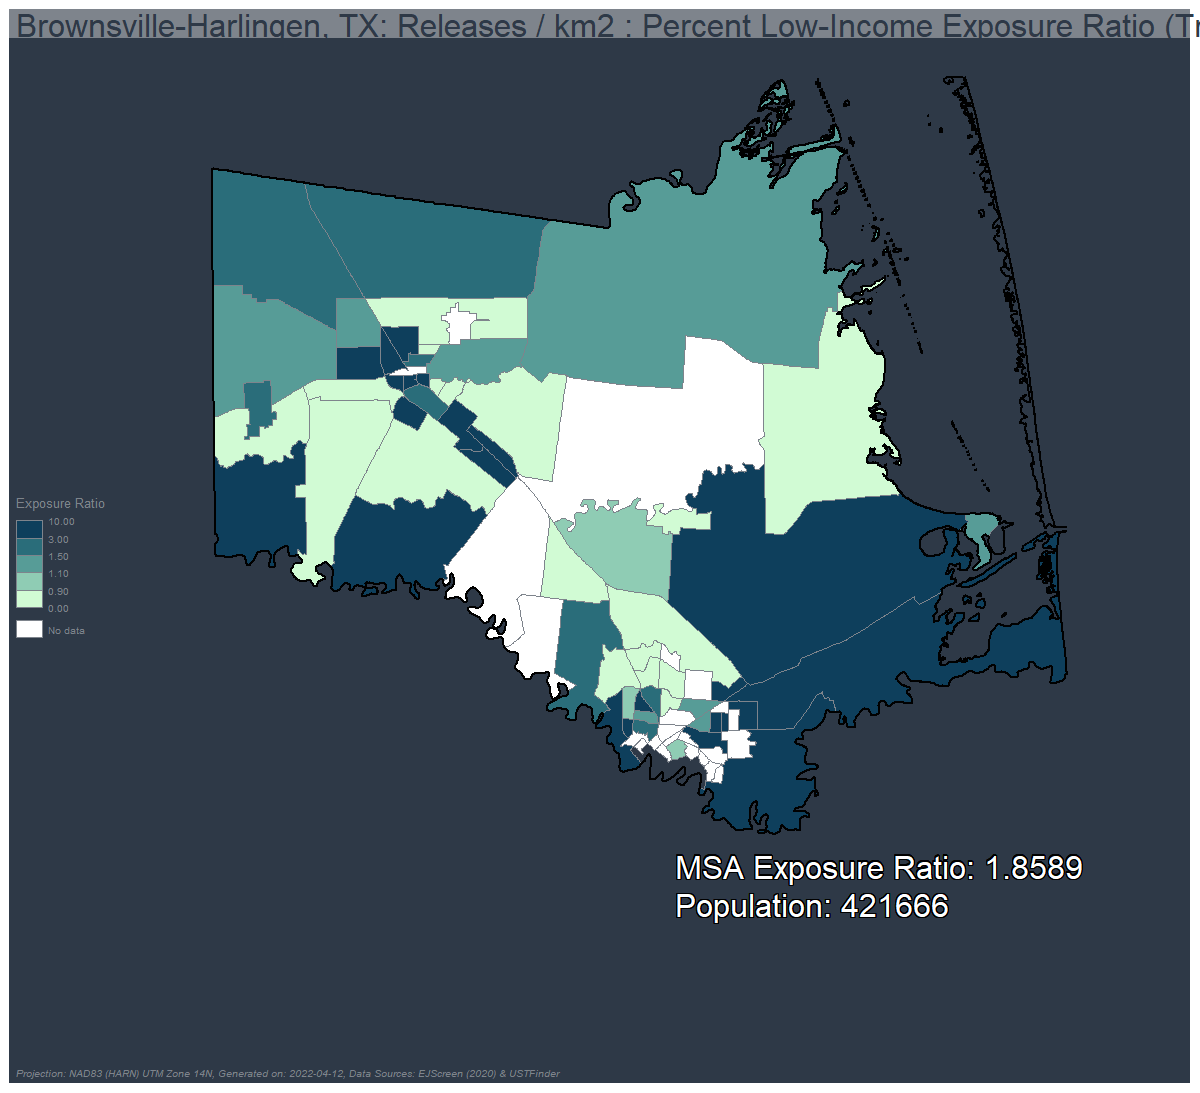 Brownsville-Harlingen, TX: Releases / km2 : Percent Low-Income Exposure Ratio (Tr
Exposure Ratio
10.00
3.00
1.50
1.10
0.90
0.00
No data
MSA Exposure Ratio: 1.8589
Population: 421666
Projection: NAD83 (HARN) UTM Zone 14N, Generated on: 2022-04-12, Data Sources: EJScreen (2020) & USTFinder